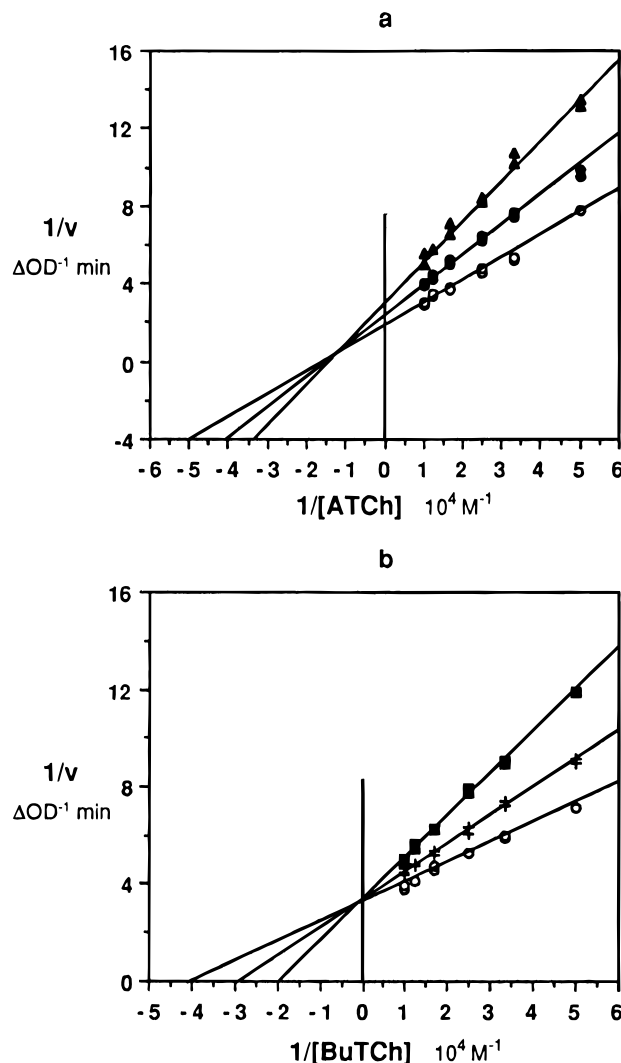 a
16
12
8
4
0
-4
1/v
ΔOD⁻¹ min
-6 -5 -4 -3 -2 -1 0 1 2 3 4 5 6
1/[ATCh] 10⁴ M⁻¹
b
16
12
8
4
0
1/v
ΔOD⁻¹ min
-5 -4 -3 -2 -1 0 1 2 3 4 5 6
1/[BuTCh] 10⁴ M⁻¹